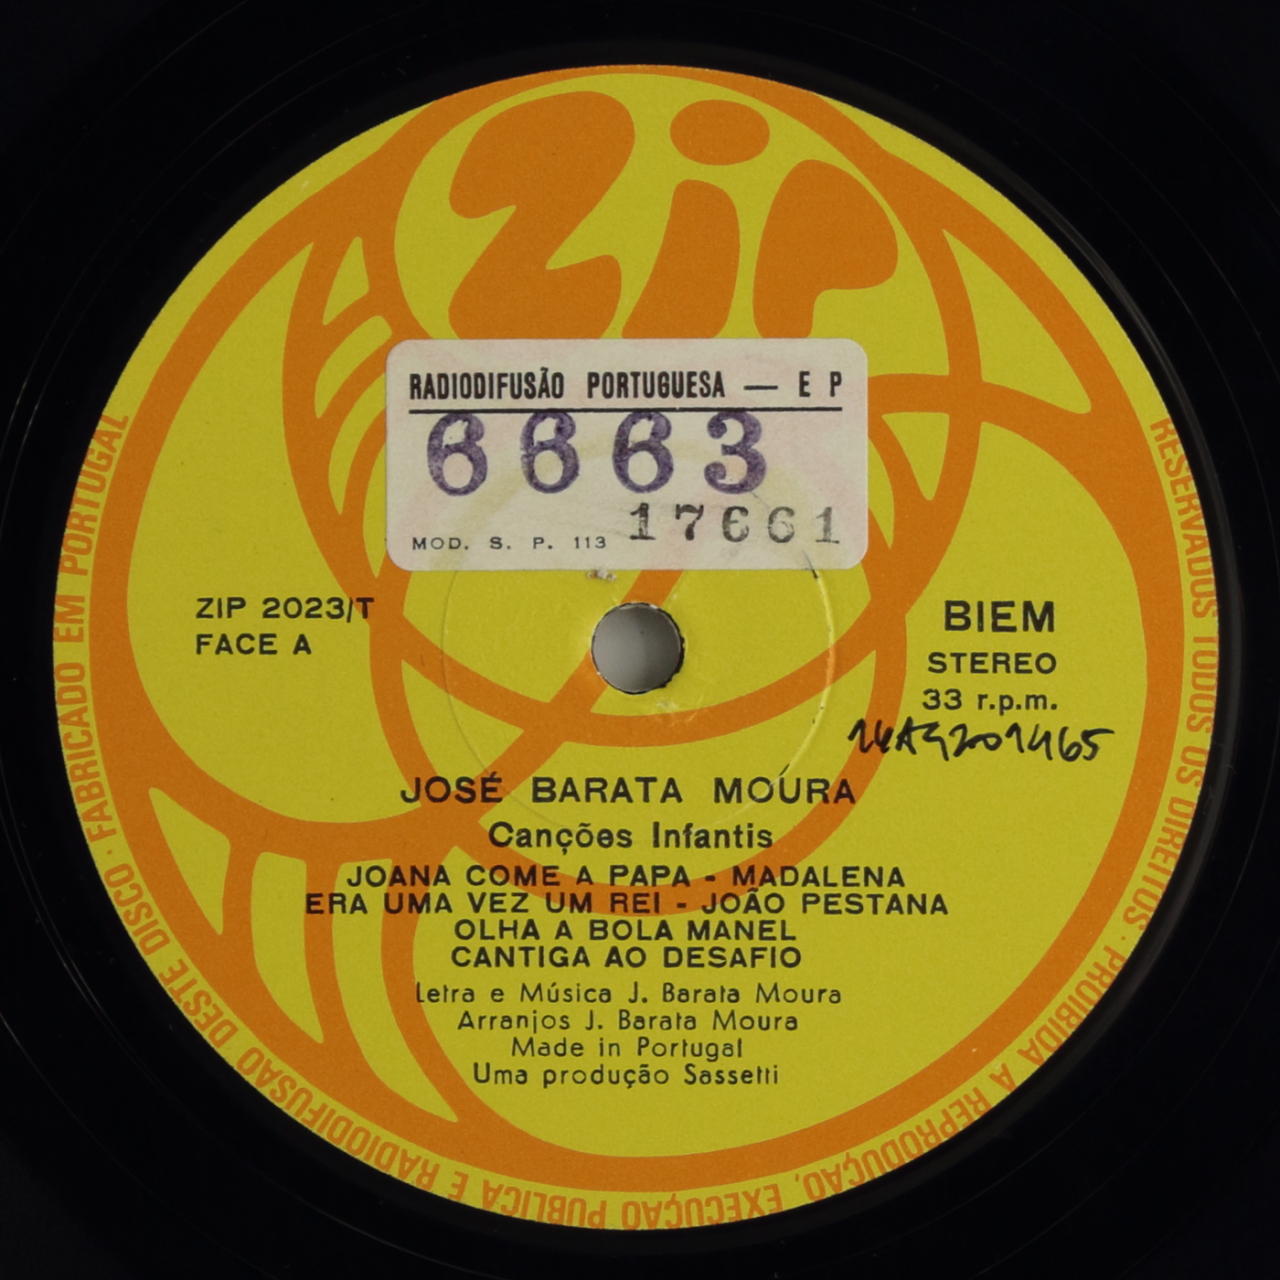 zip
RADIODIFUSÃO PORTUGUESA — E P
6663
17661
MOD. S. P. 113
ZIP 2023/T
FACE A
BIEM
STEREO
33 r.p.m.
JOSÉ BARATA MOURA
Canções Infantis
JOANA COME A PAPA - MADALENA
ERA UMA VEZ UM REI - JOÃO PESTANA
OLHA A BOLA MANEL
CANTIGA AO DESAFIO
Letra e Música J. Barata Moura
Arranjos J. Barata Moura
Made in Portugal
Uma produção Sassetti
RESERVADOS TODOS OS DIREITOS · PROIBIDA A REPRODUÇÃO, EXECUÇÃO PUBLICA E RADIODIFUSAO DESTE DISCO · FABRICADO EM PORTUGAL